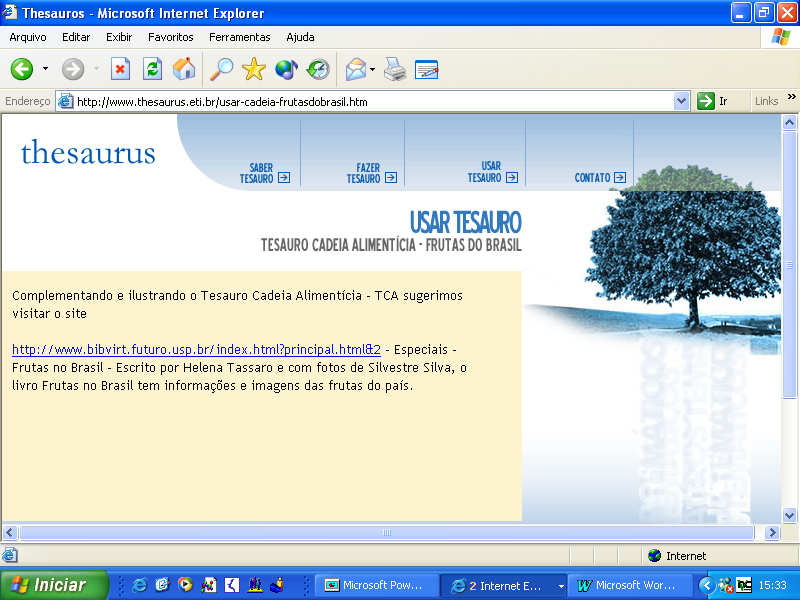 Thesauros - Microsoft Internet Explorer
Arquivo Editar Exibir Favoritos Ferramentas Ajuda
Endereço http://www.thesaurus.eti.br/usar-cadeia-frutasdobrasil.htm Ir Links »
thesaurus
SABER TESAURO
FAZER TESAURO
USAR TESAURO
CONTATO
USAR TESAURO
TESAURO CADEIA ALIMENTÍCIA - FRUTAS DO BRASIL
Complementando e ilustrando o Tesauro Cadeia Alimentícia - TCA sugerimos
visitar o site
http://www.bibvirt.futuro.usp.br/index.html?principal.html&2 - Especiais -
Frutas no Brasil - Escrito por Helena Tassaro e com fotos de Silvestre Silva, o
livro Frutas no Brasil tem informações e imagens das frutas do país.
Internet
Iniciar Microsoft Pow... 2 Internet E... Microsoft Wor... 15:33